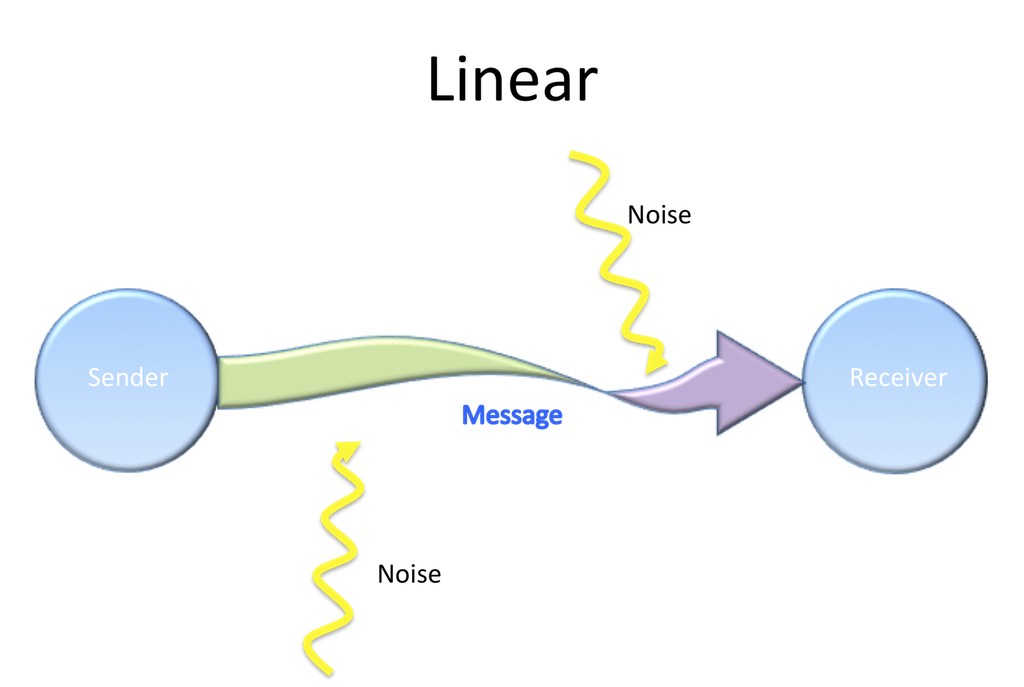 Linear
Noise
Sender
Receiver
Message
Noise